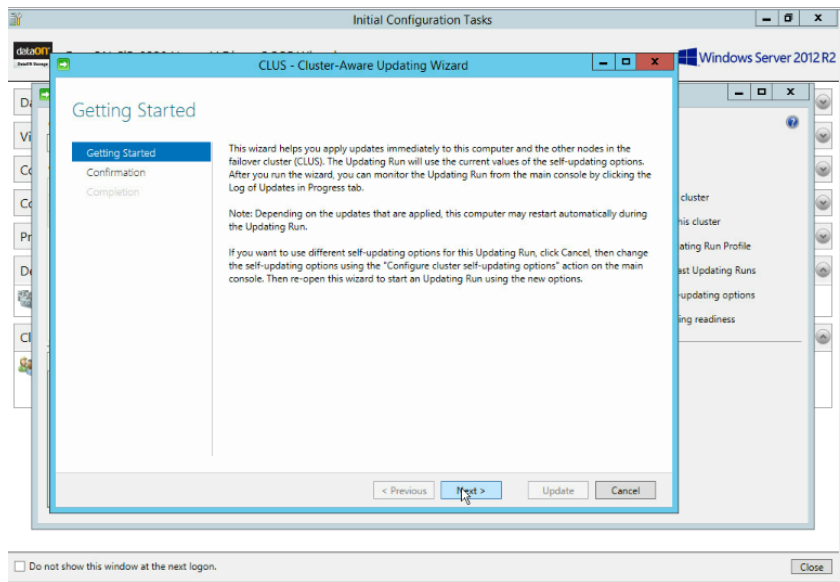 Initial Configuration Tasks
dataON
Windows Server 2012 R2
CLUS - Cluster-Aware Updating Wizard
Getting Started
Getting Started
Confirmation
Completion
This wizard helps you apply updates immediately to this computer and the other nodes in the
failover cluster (CLUS). The Updating Run will use the current values of the self-updating options.
After you run the wizard, you can monitor the Updating Run from the main console by clicking the
Log of Updates in Progress tab.
Note: Depending on the updates that are applied, this computer may restart automatically during
the Updating Run.
If you want to use different self-updating options for this Updating Run, click Cancel, then change
the self-updating options using the "Configure cluster self-updating options" action on the main
console. Then re-open this wizard to start an Updating Run using the new options.
< Previous
Next >
Update
Cancel
cluster
his cluster
ating Run Profile
ast Updating Runs
-updating options
ing readiness
Da
Vi
Co
Co
Pr
De
Cl
Do not show this window at the next logon.
Close